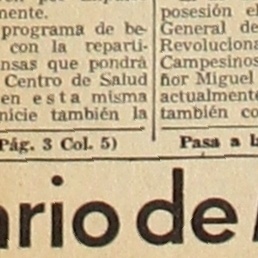 mente.
programa de be-
con la reparti-
nsas que pondrá
Centro de Salud
en esta misma
nicie también la
Pág. 3 Col. 5)
posesión el
General de
Revoluciona
Campesinos
ñor Miguel
actualmente
también co
Pasa a l
ario de